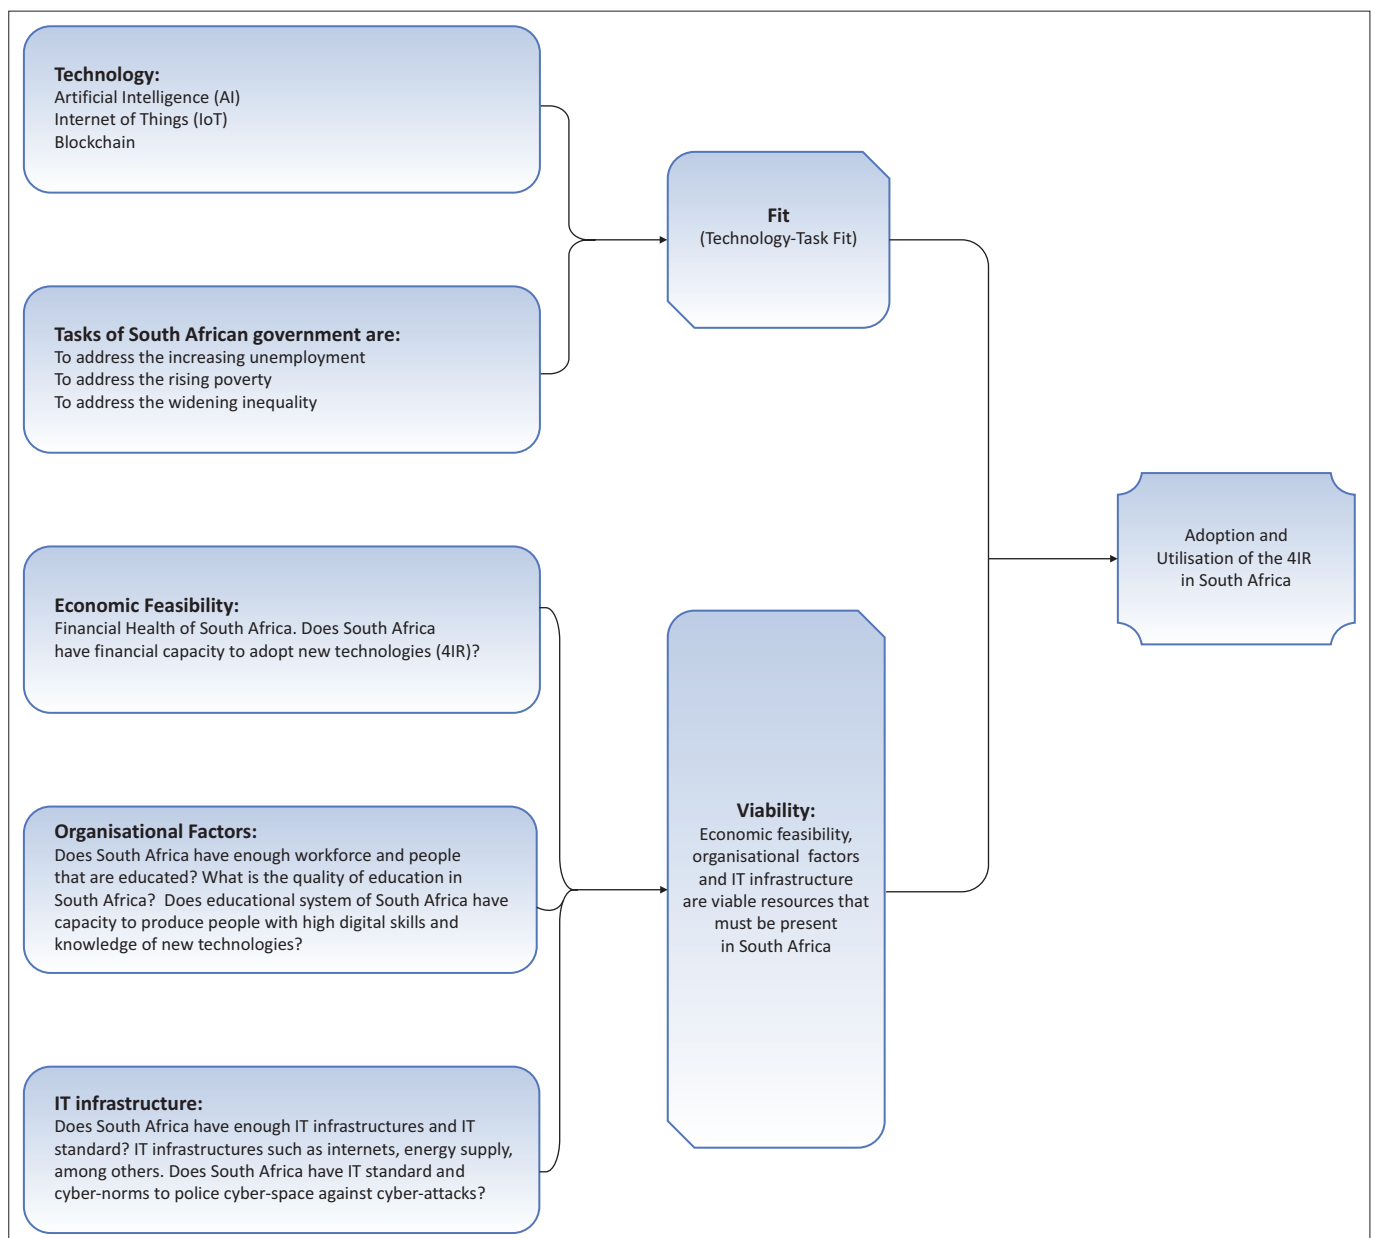 Technology:
Artificial Intelligence (AI)
Internet of Things (IoT)
Blockchain
Fit
(Technology-Task Fit)
Tasks of South African government are:
To address the increasing unemployment
To address the rising poverty
To address the widening inequality
Adoption and
Utilisation of the 4IR
in South Africa
Economic Feasibility:
Financial Health of South Africa. Does South Africa
have financial capacity to adopt new technologies (4IR)?
Viability:
Economic feasibility,
organisational factors
and IT infrastructure
are viable resources that
must be present
in South Africa
Organisational Factors:
Does South Africa have enough workforce and people
that are educated? What is the quality of education in
South Africa? Does educational system of South Africa have
capacity to produce people with high digital skills and
knowledge of new technologies?
IT infrastructure:
Does South Africa have enough IT infrastructures and IT
standard? IT infrastructures such as internets, energy supply,
among others. Does South Africa have IT standard and
cyber-norms to police cyber-space against cyber-attacks?